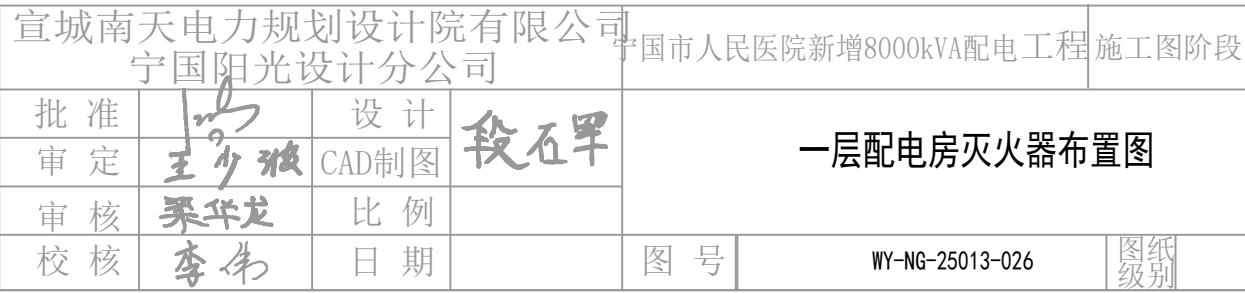 宣城南天电力规划设计院有限公司
宁国阳光设计分公司
宁国市人民医院新增8000kVA配电工程
施工图阶段
批 准
设 计
审 定
王少波
CAD制图
段石罕
一层配电房灭火器布置图
审 核
梁华龙
比 例
校 核
李伟
日 期
图 号
WY-NG-25013-026
图纸
级别